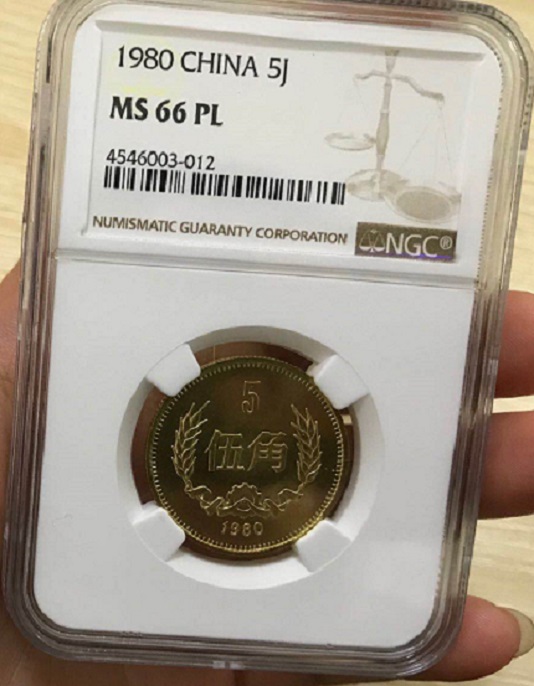 1980 CHINA 5J
MS 66 PL
4546003-012
NUMISMATIC GUARANTY CORPORATION
NGC®
5
伍角
1980